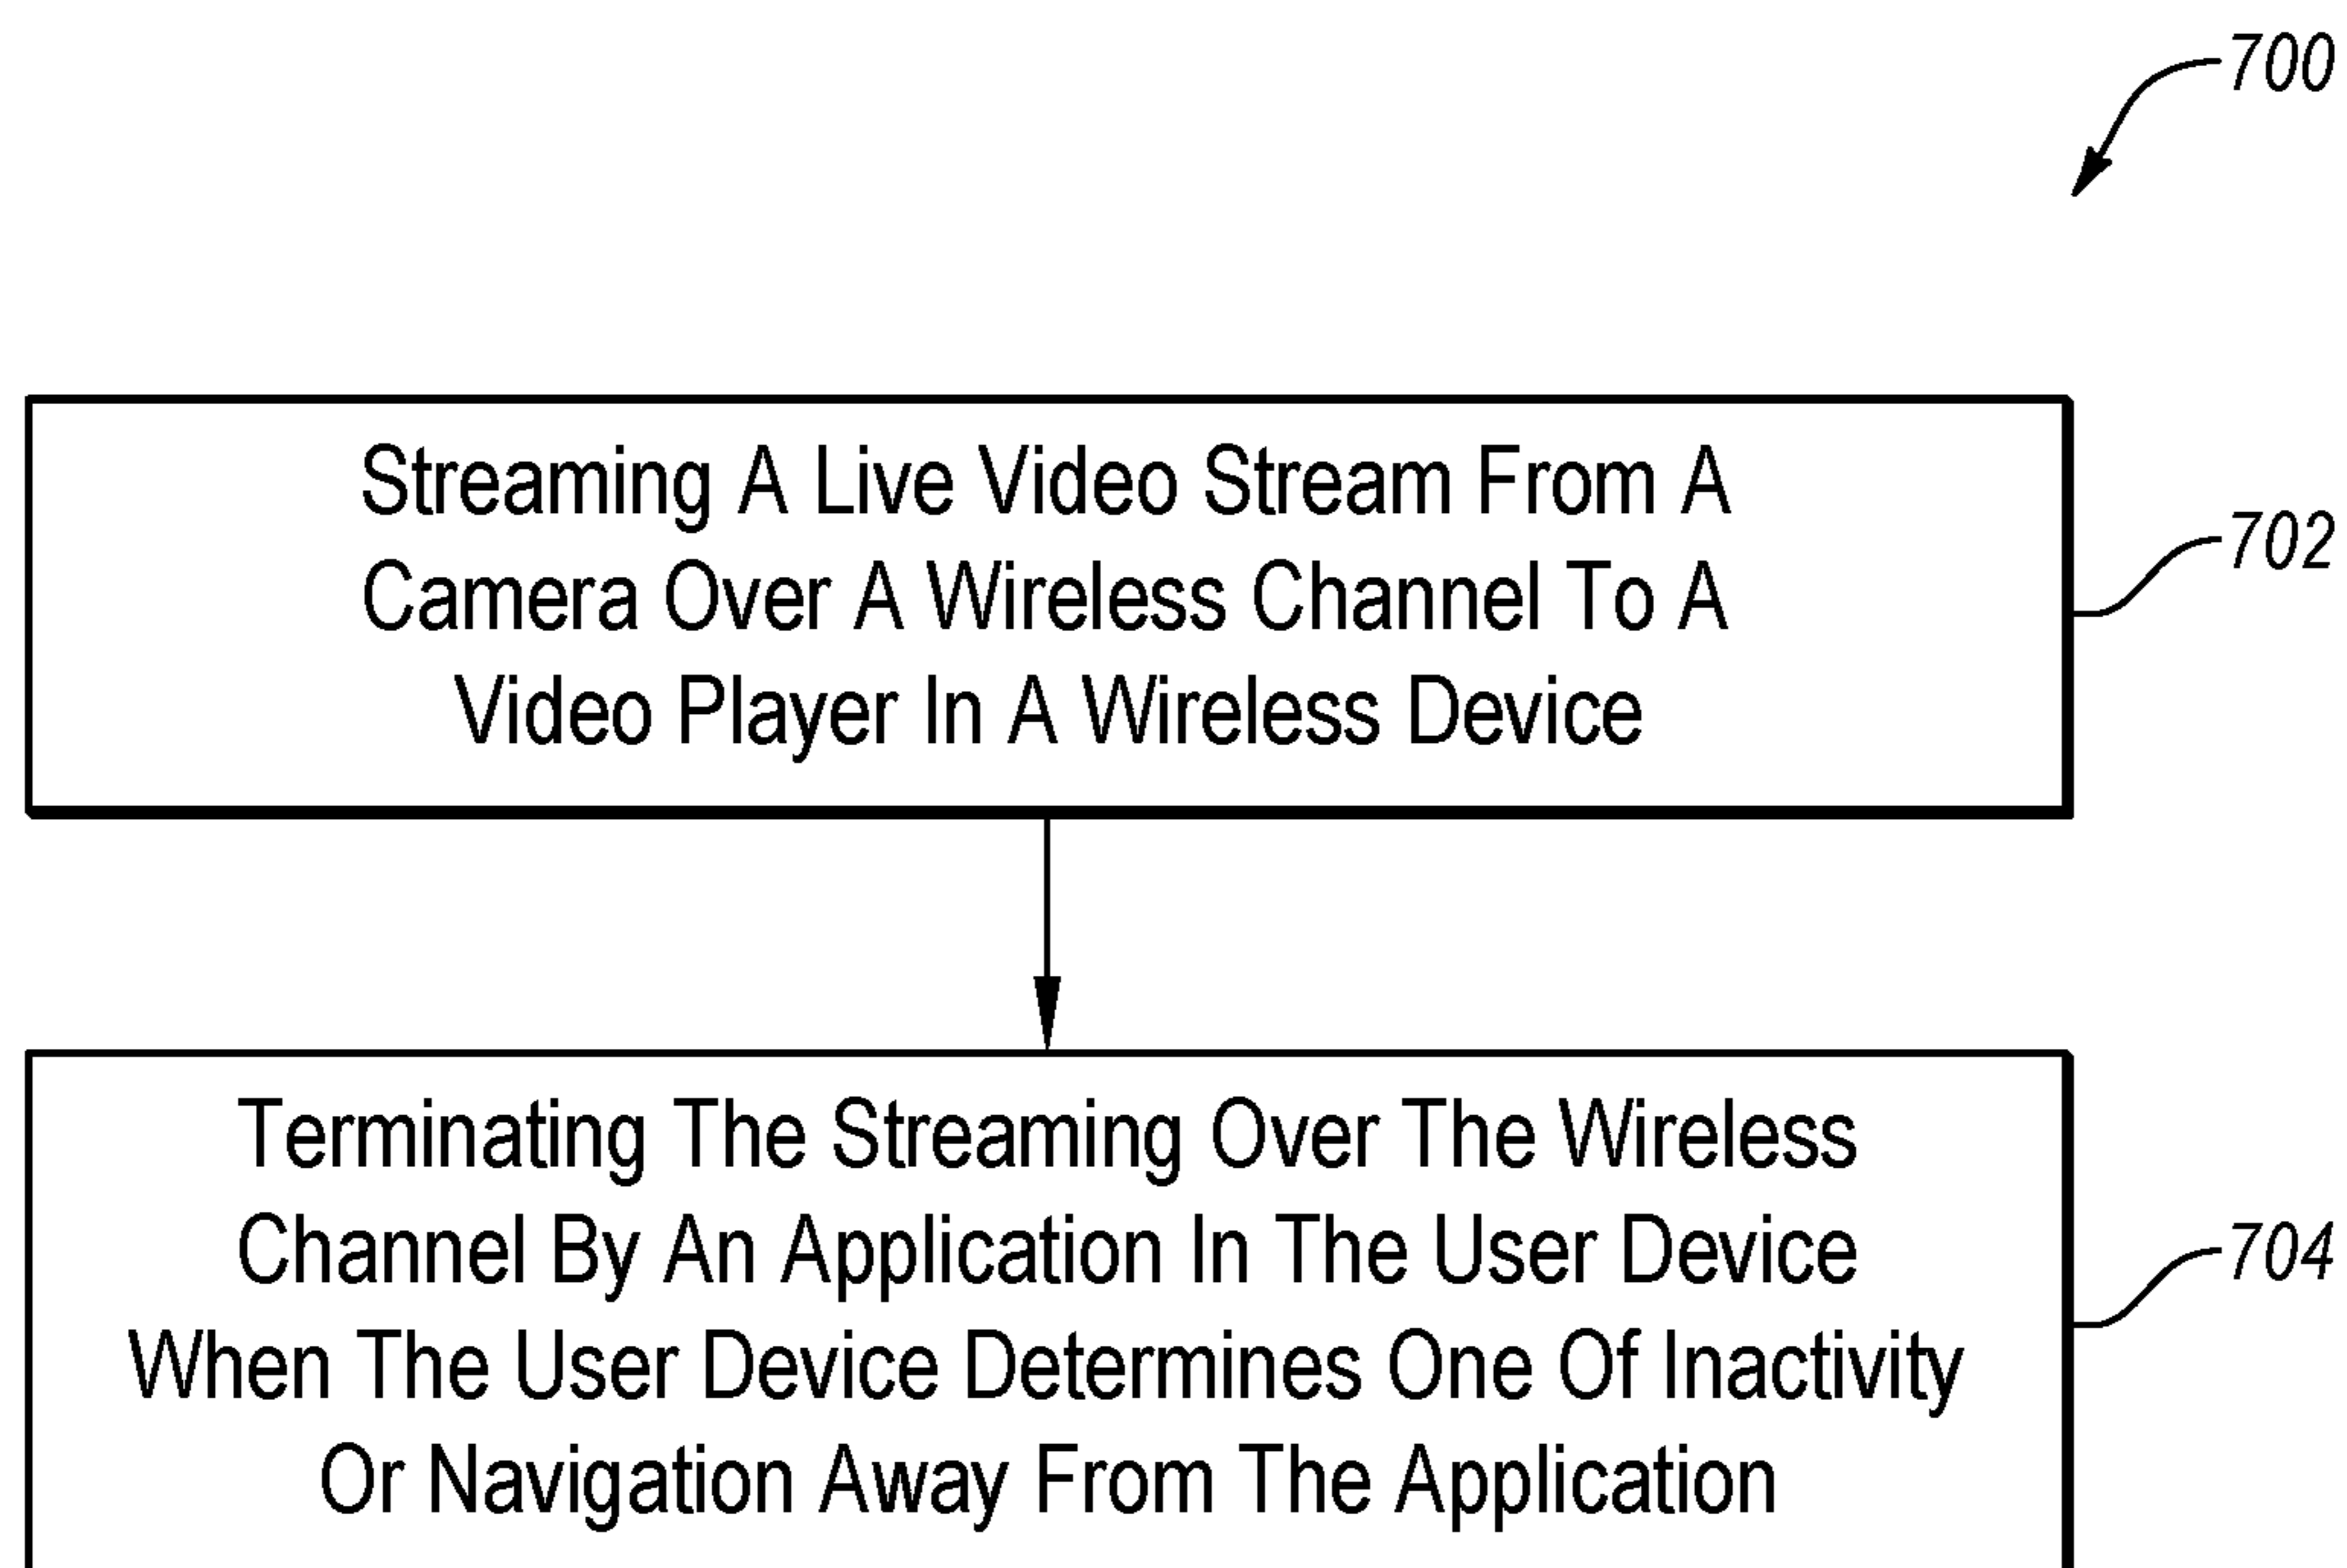 700
Streaming A Live Video Stream From A
Camera Over A Wireless Channel To A
Video Player In A Wireless Device
702
Terminating The Streaming Over The Wireless
Channel By An Application In The User Device
When The User Device Determines One Of Inactivity
Or Navigation Away From The Application
704